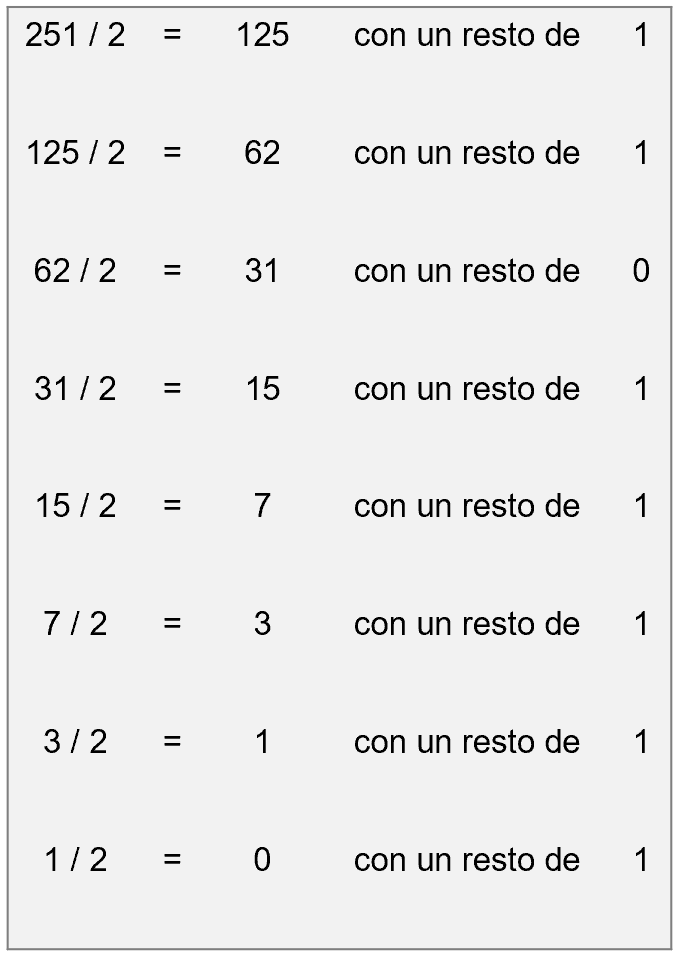 251 / 2 = 125 con un resto de 1
125 / 2 = 62 con un resto de 1
62 / 2 = 31 con un resto de 0
31 / 2 = 15 con un resto de 1
15 / 2 = 7 con un resto de 1
7 / 2 = 3 con un resto de 1
3 / 2 = 1 con un resto de 1
1 / 2 = 0 con un resto de 1